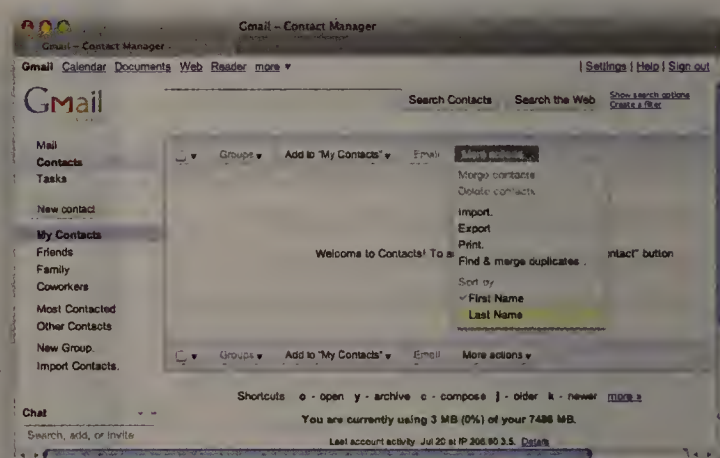 Gmail – Contact Manager
Gmail – Contact Manager
Gmail Calendar Documents Web Reader more ▾ | Settings | Help | Sign out
Gmail
Search Contacts Search the Web Show search options
Create a filter
Mail
Contacts
Tasks
New contact
My Contacts
Friends
Family
Coworkers
Most Contacted
Other Contacts
New Group.
Import Contacts.
Chat
Search, add, or invite
Groups ▾ Add to "My Contacts" ▾ Email More actions
Merge contacts
Delete contacts
Import.
Export
Print.
Find & merge duplicates .
Sort by
✓ First Name
Last Name
Welcome to Contacts! To a ntact" button
Groups ▾ Add to "My Contacts" ▾ Email More actions ▾
Shortcuts o - open y - archive c - compose j - older k - newer more »
You are currently using 3 MB (0%) of your 7486 MB.
Last account activity Jul 20 at IP Details